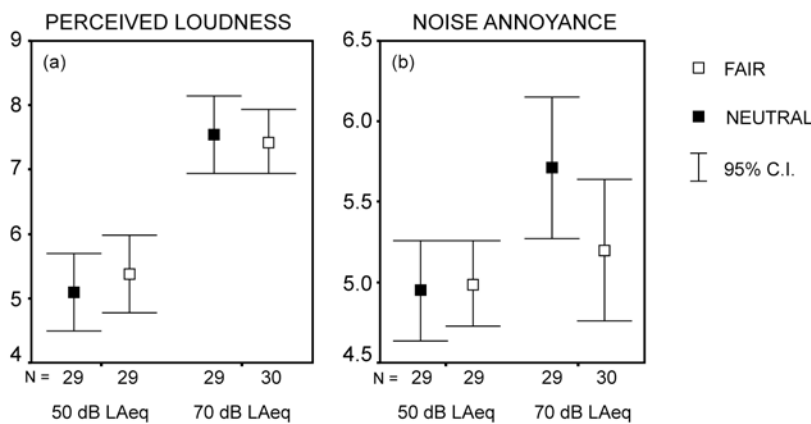 PERCEIVED LOUDNESS
9
8
7
6
5
4
(a)
N = 29 29 29 30
50 dB LAeq 70 dB LAeq
NOISE ANNOYANCE
6.5
6.0
5.5
5.0
4.5
(b)
N = 29 29 29 30
50 dB LAeq 70 dB LAeq
FAIR
NEUTRAL
95% C.I.